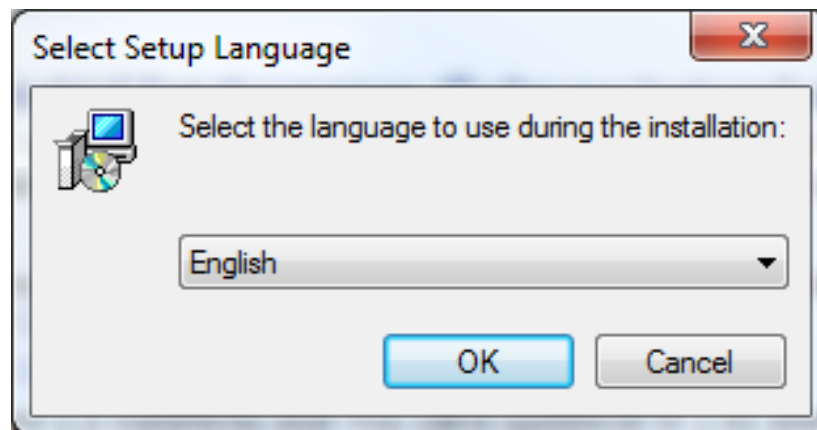 Select Setup Language
Select the language to use during the installation:
English
OK
Cancel